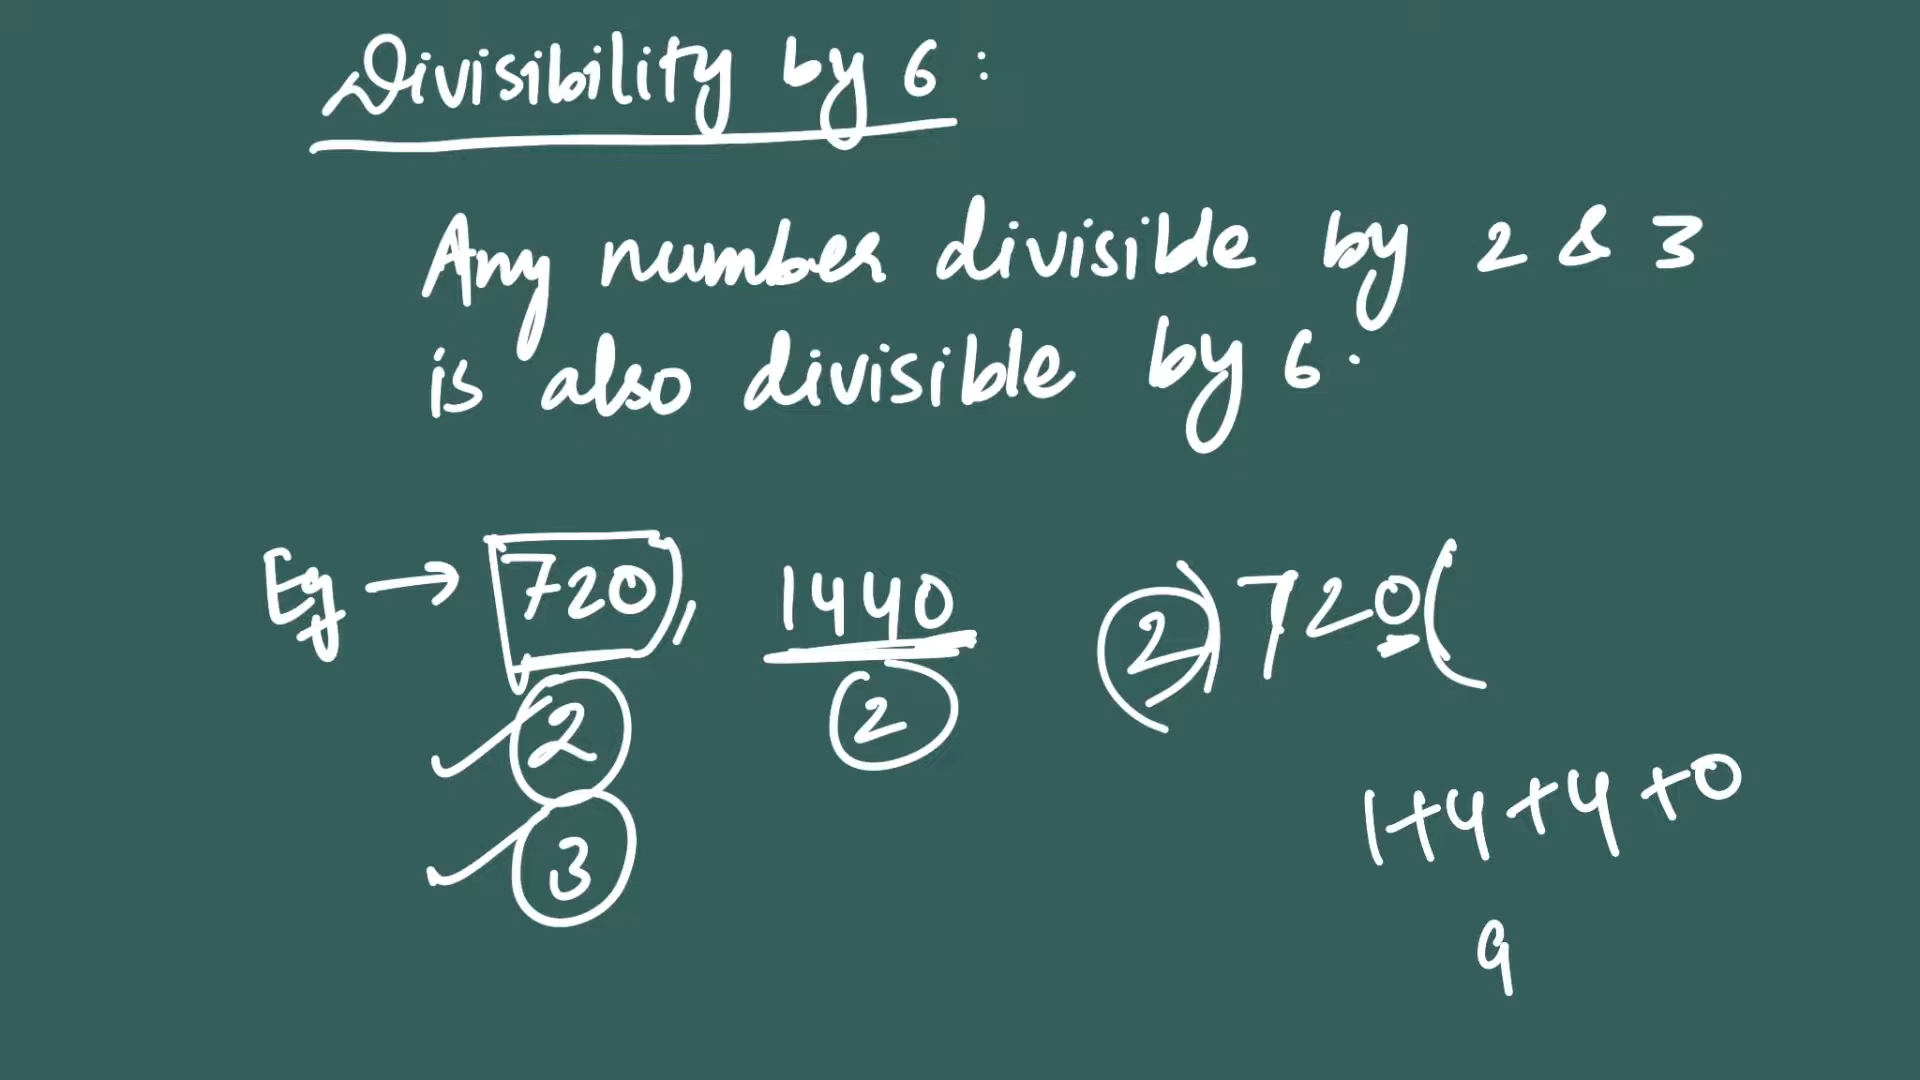 Divisibility by 6 :
Any number divisible by 2 & 3
is also divisible by 6.
Eg → 720, 1440 2)720(
2 2
3
1+4+4+0
9